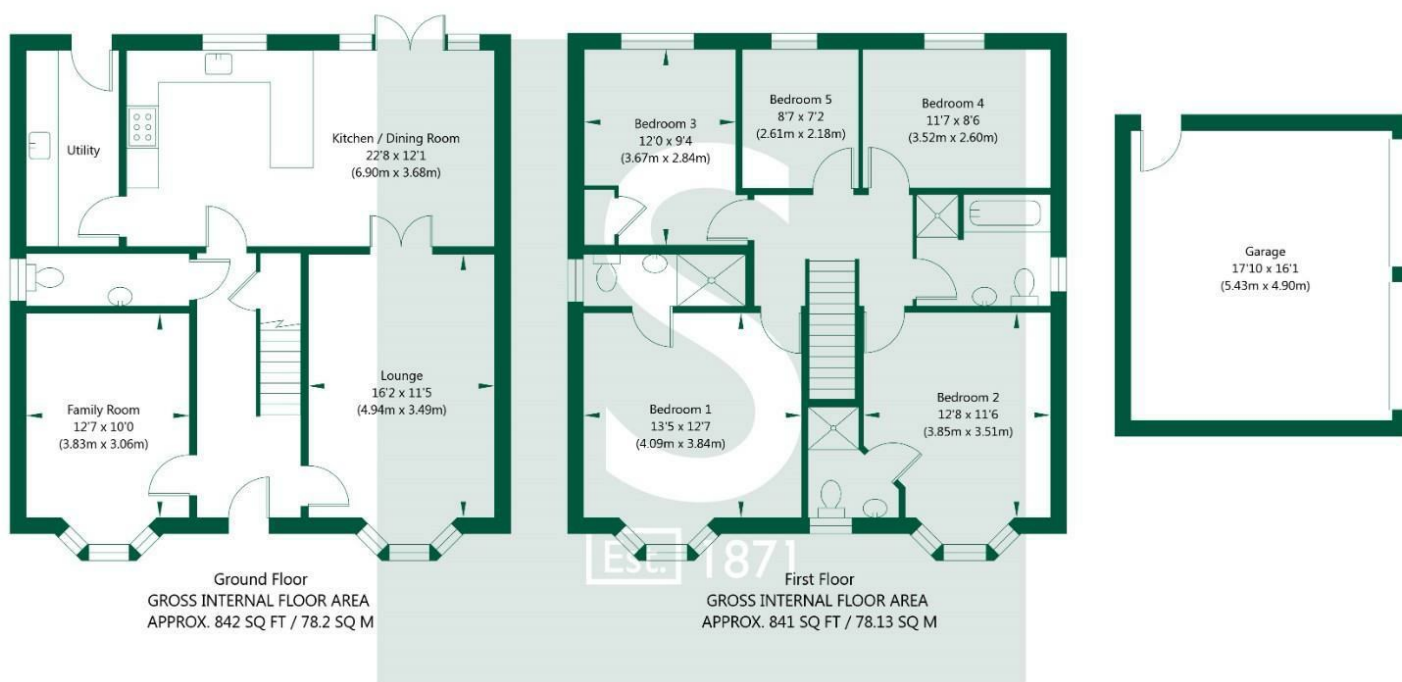 Utility
Kitchen / Dining Room
22'8 x 12'1
(6.90m x 3.68m)
Family Room
12'7 x 10'0
(3.83m x 3.06m)
Lounge
16'2 x 11'5
(4.94m x 3.49m)
Ground Floor
GROSS INTERNAL FLOOR AREA
APPROX. 842 SQ FT / 78.2 SQ M
Bedroom 3
12'0 x 9'4
(3.67m x 2.84m)
Bedroom 5
8'7 x 7'2
(2.61m x 2.18m)
Bedroom 4
11'7 x 8'6
(3.52m x 2.60m)
Bedroom 1
13'5 x 12'7
(4.09m x 3.84m)
Bedroom 2
12'8 x 11'6
(3.85m x 3.51m)
S
Est. 1871
First Floor
GROSS INTERNAL FLOOR AREA
APPROX. 841 SQ FT / 78.13 SQ M
Garage
17'10 x 16'1
(5.43m x 4.90m)